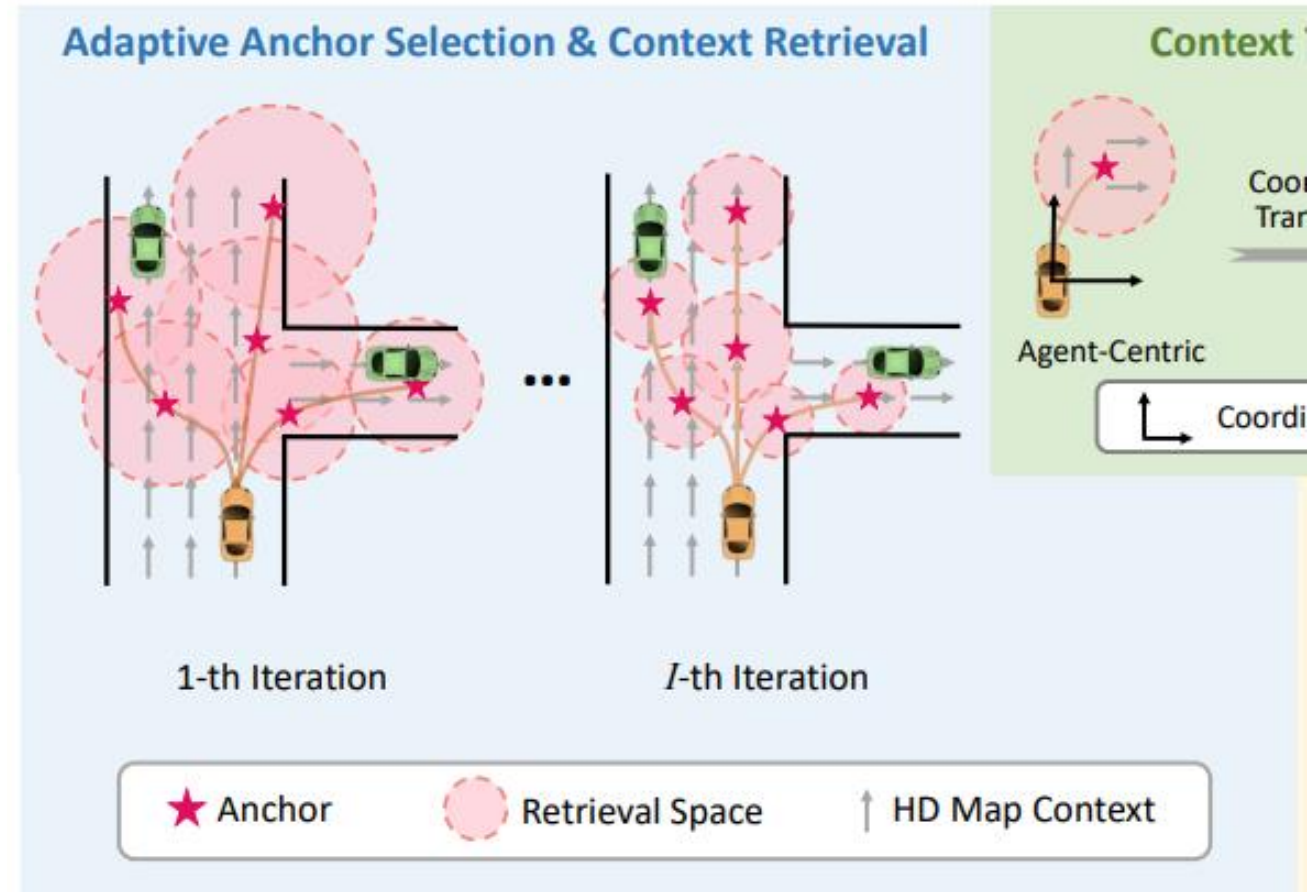 Adaptive Anchor Selection & Context Retrieval
Context
Agent-Centric
...
1-th Iteration
I-th Iteration
Anchor
Retrieval Space
HD Map Context